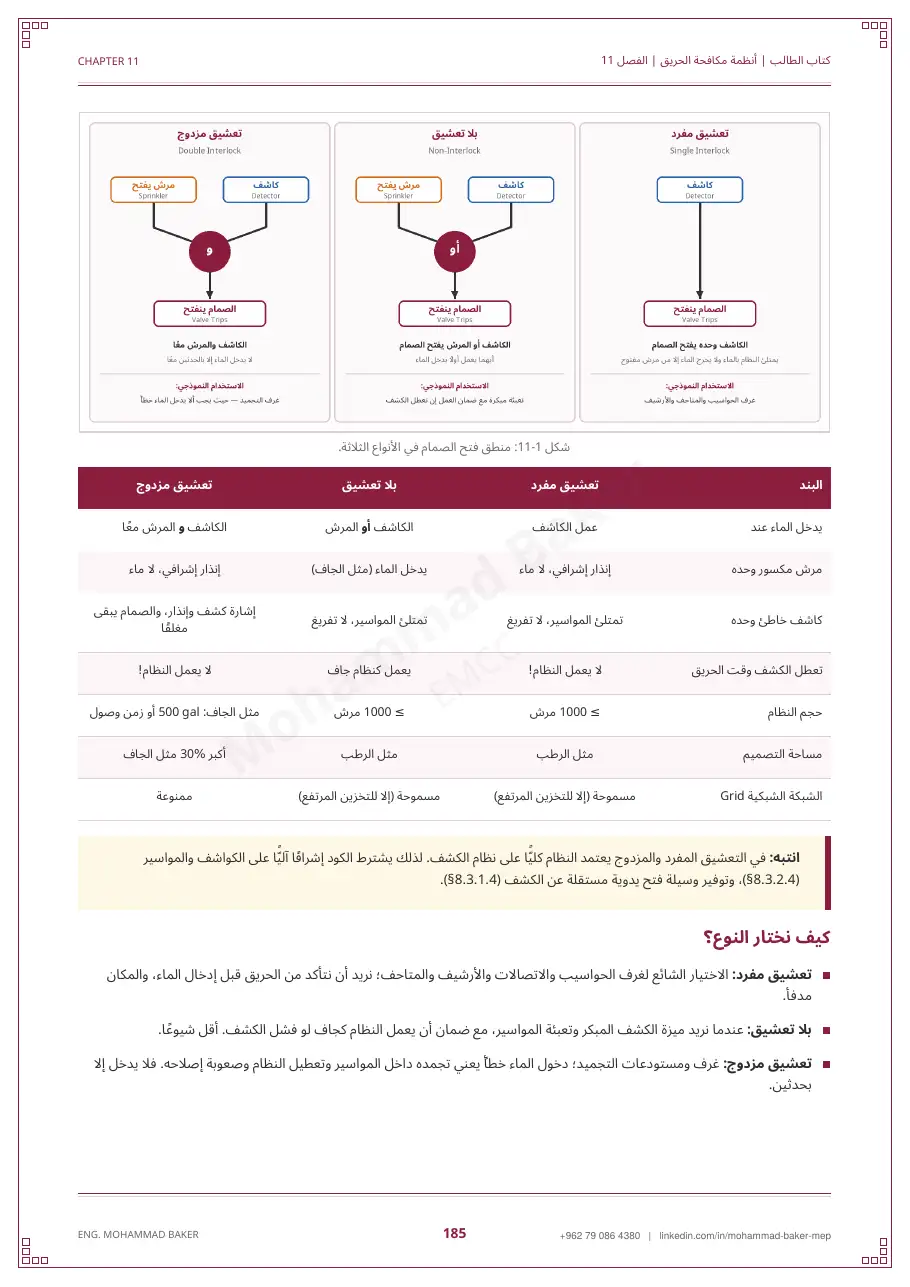 كتاب الطالب | أنظمة مكافحة الحريق | الفصل 11
CHAPTER 11
تعشيق مفرد
Single Interlock
كاشف
Detector
الصمام ينفتح
Valve Trips
الكاشف وحده يفتح الصمام
يمتلئ النظام بالماء ولا يخرج الماء إلا من مرش مفتوح
الاستخدام النموذجي:
غرف الحواسيب والمتاحف والأرشيف
بلا تعشيق
Non-Interlock
كاشف
Detector
مرش يفتح
Sprinkler
أو
الصمام ينفتح
Valve Trips
الكاشف أو المرش يفتح الصمام
أيهما يعمل أولًا يدخل الماء
الاستخدام النموذجي:
تعبئة مبكرة مع ضمان العمل إن تعطل الكشف
تعشيق مزدوج
Double Interlock
كاشف
Detector
مرش يفتح
Sprinkler
و
الصمام ينفتح
Valve Trips
الكاشف والمرش معًا
لا يدخل الماء إلا بالحدثين معًا
الاستخدام النموذجي:
غرف التجميد — حيث يجب ألا يدخل الماء خطأً
شكل 1-11: منطق فتح الصمام في الأنواع الثلاثة.
البند تعشيق مفرد بلا تعشيق تعشيق مزدوج
يدخل الماء عند عمل الكاشف الكاشف أو المرش الكاشف و المرش معًا
مرش مكسور وحده إنذار إشرافي، لا ماء يدخل الماء (مثل الجاف) إنذار إشرافي، لا ماء
كاشف خاطئ وحده تمتلئ المواسير، لا تفريغ تمتلئ المواسير، لا تفريغ إشارة كشف وإنذار، والصمام يبقى
مغلقًا
تعطل الكشف وقت الحريق لا يعمل النظام! يعمل كنظام جاف لا يعمل النظام!
حجم النظام ≤ 1000 مرش ≤ 1000 مرش مثل الجاف: 500 gal أو زمن وصول
مساحة التصميم مثل الرطب مثل الرطب أكبر 30% مثل الجاف
الشبكة الشبكية Grid مسموحة (إلا للتخزين المرتفع) مسموحة (إلا للتخزين المرتفع) ممنوعة
انتبه: في التعشيق المفرد والمزدوج يعتمد النظام كليًّا على نظام الكشف. لذلك يشترط الكود إشرافًا آليًّا على الكواشف والمواسير
(§8.3.2.4)، وتوفير وسيلة فتح يدوية مستقلة عن الكشف (§8.3.1.4).
كيف نختار النوع؟
تعشيق مفرد: الاختيار الشائع لغرف الحواسيب والاتصالات والأرشيف والمتاحف؛ نريد أن نتأكد من الحريق قبل إدخال الماء، والمكان
مدفأ.
بلا تعشيق: عندما نريد ميزة الكشف المبكر وتعبئة المواسير، مع ضمان أن يعمل النظام كجاف لو فشل الكشف. أقل شيوعًا.
تعشيق مزدوج: غرف ومستودعات التجميد؛ دخول الماء خطأً يعني تجمده داخل المواسير وتعطيل النظام وصعوبة إصلاحه. فلا يدخل إلا
بحدثين.
Mohammad Baker
EMCC
ENG. MOHAMMAD BAKER
185
+962 79 086 4380 | linkedin.com/in/mohammad-baker-mep